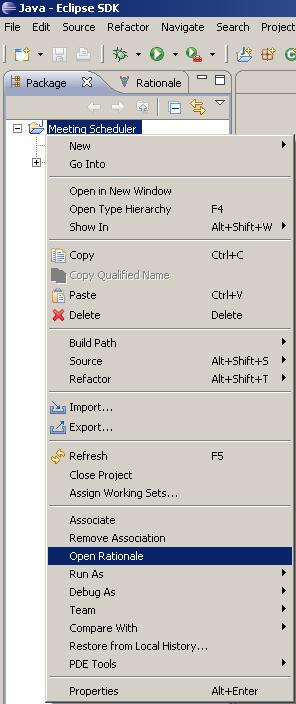 Java - Eclipse SDK
File Edit Source Refactor Navigate Search Project
Package Rationale
Meeting Scheduler
New
Go Into
Open in New Window
Open Type Hierarchy F4
Show In Alt+Shift+W
Copy Ctrl+C
Copy Qualified Name
Paste Ctrl+V
Delete Delete
Build Path
Source Alt+Shift+S
Refactor Alt+Shift+T
Import...
Export...
Refresh F5
Close Project
Assign Working Sets...
Associate
Remove Association
Open Rationale
Run As
Debug As
Team
Compare With
Restore from Local History...
PDE Tools
Properties Alt+Enter